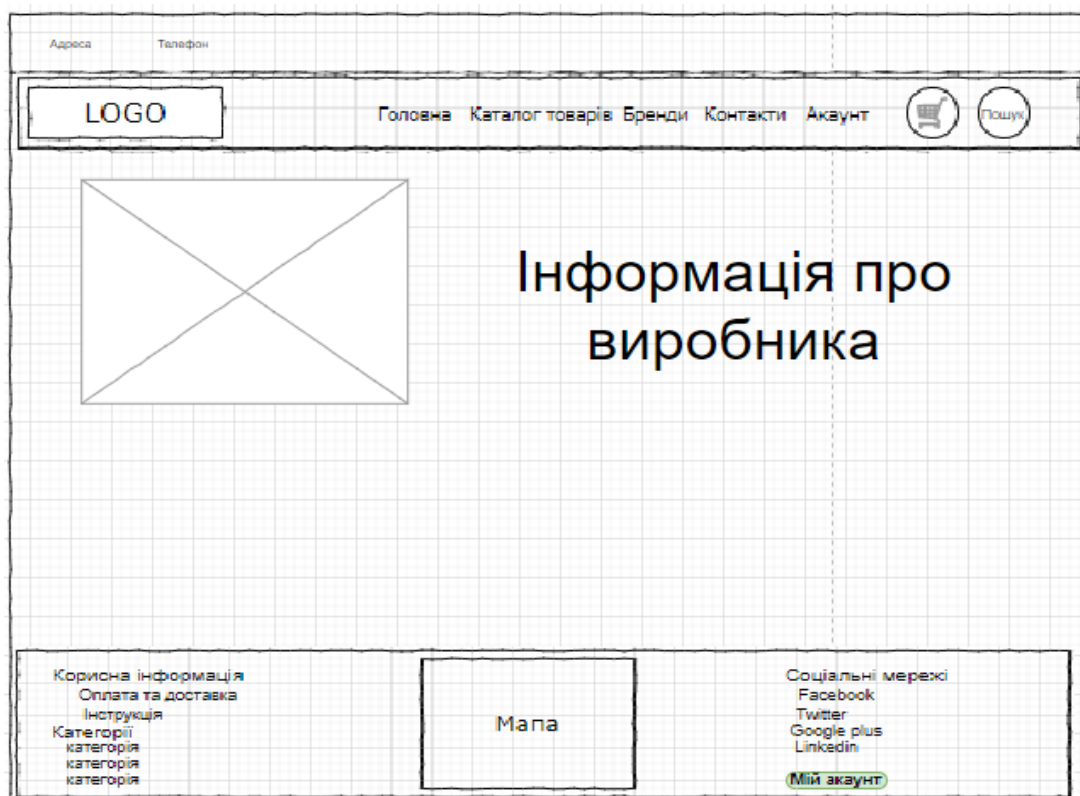 Адреса Телефон
LOGO Головна Каталог товарів Бренди Контакти Акаунт Пошук
Інформація про
виробника
Корисна інформація
Оплата та доставка
Інструкція
Категорії
категорія
категорія
категорія
Мапа
Соціальні мережі
Facebook
Twitter
Google plus
Linkedin
Мій акаунт